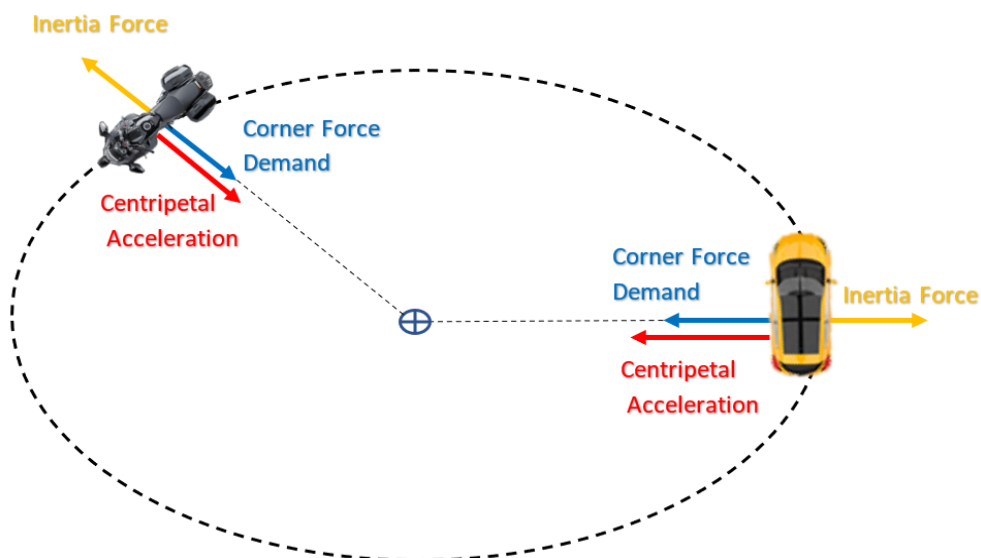 Inertia Force
Corner Force
Demand
Centripetal
Acceleration
Corner Force
Demand
Inertia Force
Centripetal
Acceleration